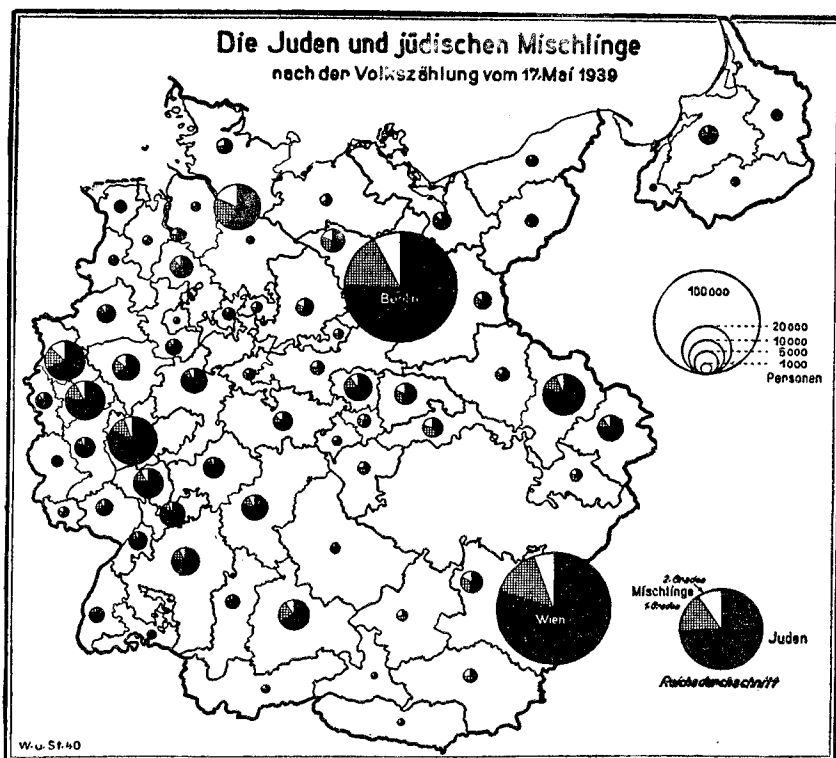 Die Juden und jüdischen Mischlinge
nach der Volkszählung vom 17.Mai 1939
Berlin
100000
20000
10000
5000
1000
Personen
Wien
2. Grades
Mischlinge
1. Grades
Juden
Reichsdurchschnitt
W.u.St.40